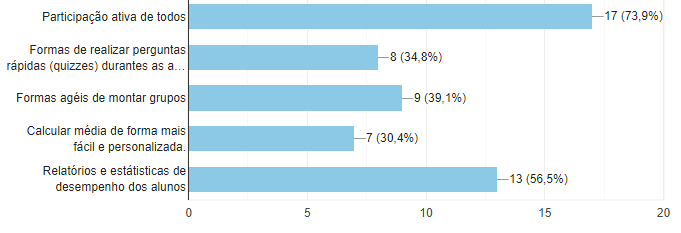 Participação ativa de todos
17 (73,9%)
Formas de realizar perguntas
rápidas (quizzes) durantes as a…
8 (34,8%)
Formas agéis de montar grupos
9 (39,1%)
Calcular média de forma mais
fácil e personalizada.
7 (30,4%)
Relatórios e estátisticas de
desempenho dos alunos
13 (56,5%)
0 5 10 15 20